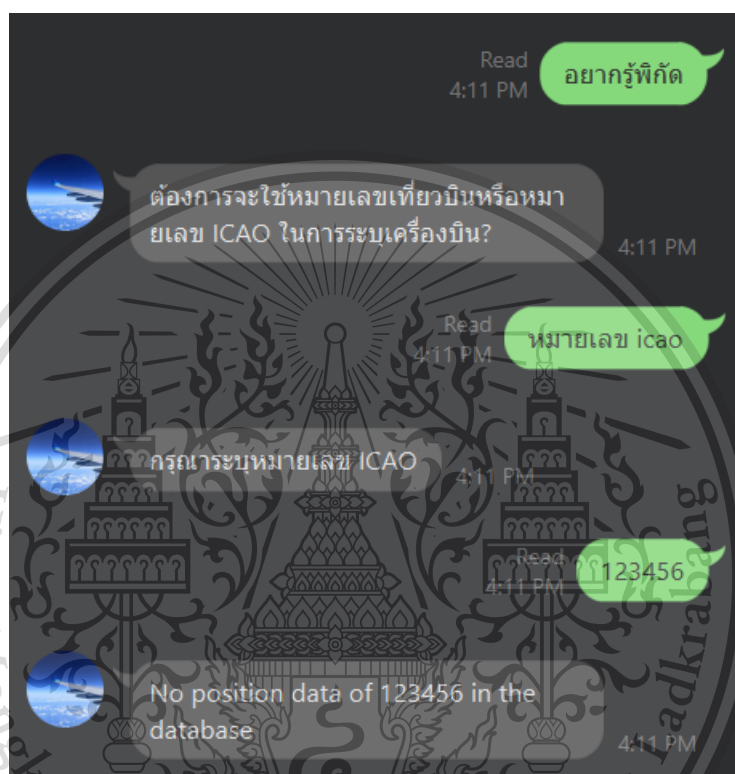 Read
4:11 PM
อยากรู้พิกัด
ต้องการจะใช้หมายเลขเที่ยวบินหรือหมา
ยเลข ICAO ในการระบุเครื่องบิน?
4:11 PM
Read
4:11 PM
หมายเลข icao
กรุณาระบุหมายเลข ICAO
4:11 PM
Read
4:11 PM
123456
No position data of 123456 in the
database
4:11 PM